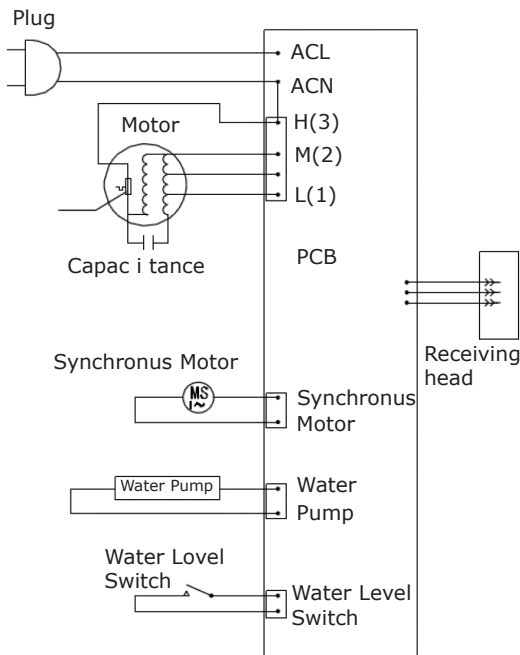 Plug
ACL
ACN
H(3)
Motor
M(2)
L(1)
Capac i tance
PCB
Receiving
head
Synchronus Motor
MS
1~
Synchronus
Motor
Water Pump
Water
Pump
Water Lovel
Switch
Water Level
Switch